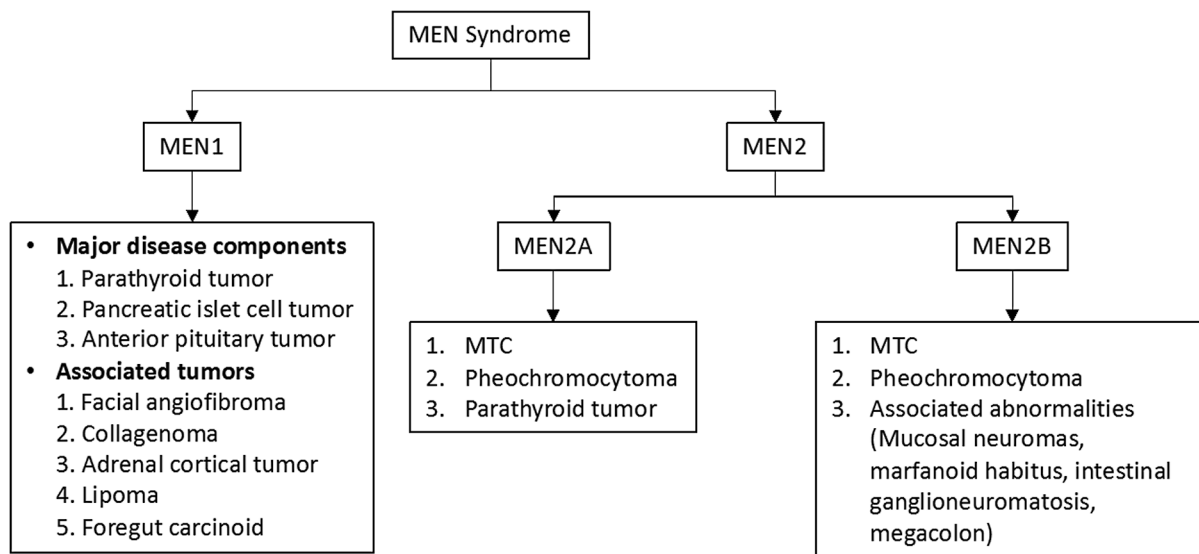 MEN Syndrome
MEN1
MEN2
• Major disease components
1. Parathyroid tumor
2. Pancreatic islet cell tumor
3. Anterior pituitary tumor
• Associated tumors
1. Facial angiofibroma
2. Collagenoma
3. Adrenal cortical tumor
4. Lipoma
5. Foregut carcinoid
MEN2A
1. MTC
2. Pheochromocytoma
3. Parathyroid tumor
MEN2B
1. MTC
2. Pheochromocytoma
3. Associated abnormalities
(Mucosal neuromas,
marfanoid habitus, intestinal
ganglioneuromatosis,
megacolon)